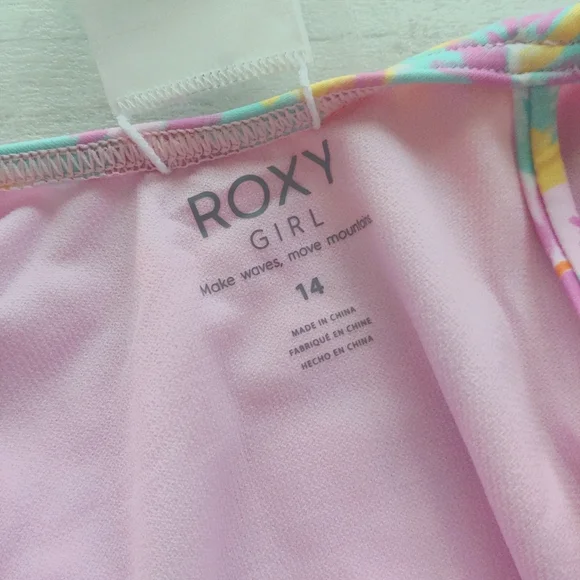 ROXY
GIRL
Make waves, move mountains
14
MADE IN CHINA
FABRIQUÉ EN CHINE
HECHO EN CHINA